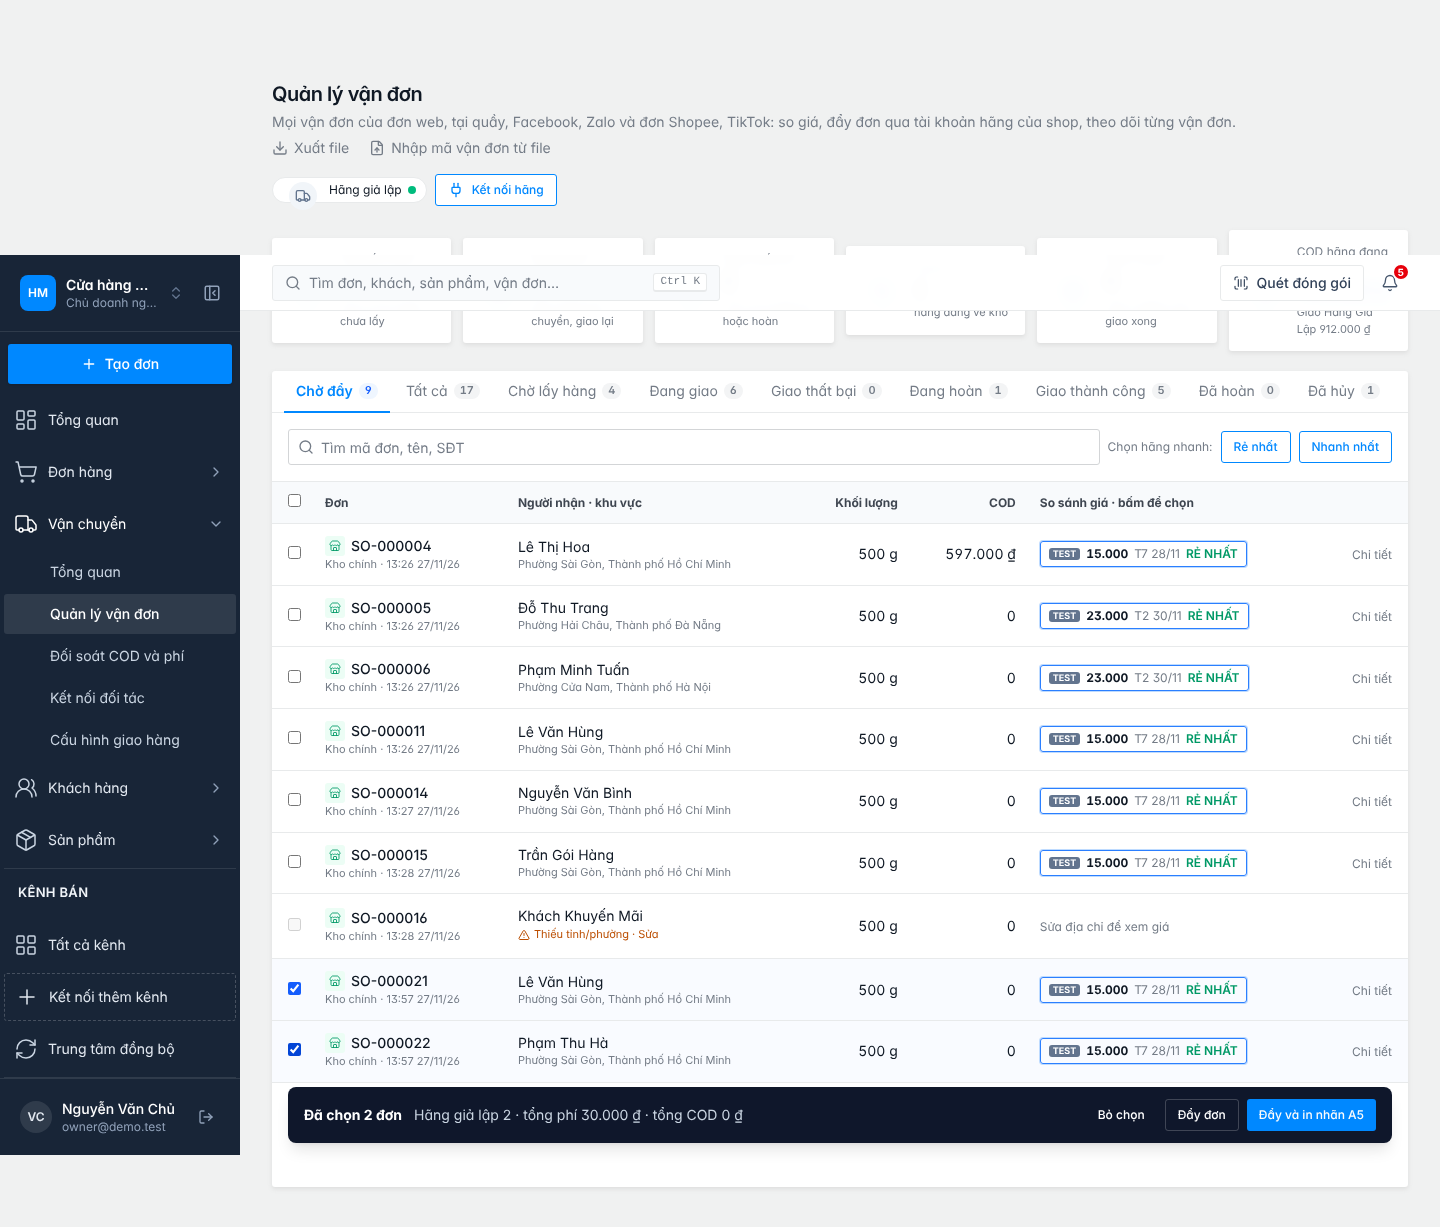 Quản lý vận đơn
Mọi vận đơn của đơn web, tại quầy, Facebook, Zalo và đơn Shopee, TikTok: so giá, đẩy đơn qua tài khoản hãng của shop, theo dõi từng vận đơn.
Xuất file Nhập mã vận đơn từ file
Hãng giả lập Kết nối hãng
COD hãng đang
HM Cửa hàng ...
Chủ doanh ng...
Tìm đơn, khách, sản phẩm, vận đơn... Ctrl K
Quét đóng gói 5
chưa lấy
chuyển, giao lại
hoặc hoàn
hàng đang về kho
giao xong
Giao Hàng Giả
Lập 912.000 ₫
Tạo đơn
Tổng quan
Đơn hàng
Vận chuyển
Tổng quan
Quản lý vận đơn
Đối soát COD và phí
Kết nối đối tác
Cấu hình giao hàng
Khách hàng
Sản phẩm
KÊNH BÁN
Tất cả kênh
Kết nối thêm kênh
Trung tâm đồng bộ
VC Nguyễn Văn Chủ
owner@demo.test
Chờ đẩy 9 Tất cả 17 Chờ lấy hàng 4 Đang giao 6 Giao thất bại 0 Đang hoàn 1 Giao thành công 5 Đã hoàn 0 Đã hủy 1
Tìm mã đơn, tên, SĐT Chọn hãng nhanh: Rẻ nhất Nhanh nhất
Đơn Người nhận · khu vực Khối lượng COD So sánh giá · bấm để chọn
SO-000004 Lê Thị Hoa 500 g 597.000 ₫ TEST 15.000 T7 28/11 RẺ NHẤT Chi tiết
Kho chính · 13:26 27/11/26 Phường Sài Gòn, Thành phố Hồ Chí Minh
SO-000005 Đỗ Thu Trang 500 g 0 TEST 23.000 T2 30/11 RẺ NHẤT Chi tiết
Kho chính · 13:26 27/11/26 Phường Hải Châu, Thành phố Đà Nẵng
SO-000006 Phạm Minh Tuấn 500 g 0 TEST 23.000 T2 30/11 RẺ NHẤT Chi tiết
Kho chính · 13:26 27/11/26 Phường Cửa Nam, Thành phố Hà Nội
SO-000011 Lê Văn Hùng 500 g 0 TEST 15.000 T7 28/11 RẺ NHẤT Chi tiết
Kho chính · 13:26 27/11/26 Phường Sài Gòn, Thành phố Hồ Chí Minh
SO-000014 Nguyễn Văn Bình 500 g 0 TEST 15.000 T7 28/11 RẺ NHẤT Chi tiết
Kho chính · 13:27 27/11/26 Phường Sài Gòn, Thành phố Hồ Chí Minh
SO-000015 Trần Gói Hàng 500 g 0 TEST 15.000 T7 28/11 RẺ NHẤT Chi tiết
Kho chính · 13:28 27/11/26 Phường Sài Gòn, Thành phố Hồ Chí Minh
SO-000016 Khách Khuyến Mãi 500 g 0 Sửa địa chỉ để xem giá
Kho chính · 13:28 27/11/26 Thiếu tỉnh/phường · Sửa
SO-000021 Lê Văn Hùng 500 g 0 TEST 15.000 T7 28/11 RẺ NHẤT Chi tiết
Kho chính · 13:57 27/11/26 Phường Sài Gòn, Thành phố Hồ Chí Minh
SO-000022 Phạm Thu Hà 500 g 0 TEST 15.000 T7 28/11 RẺ NHẤT Chi tiết
Kho chính · 13:57 27/11/26 Phường Sài Gòn, Thành phố Hồ Chí Minh
Đã chọn 2 đơn Hãng giả lập 2 · tổng phí 30.000 ₫ · tổng COD 0 ₫ Bỏ chọn Đẩy đơn Đẩy và in nhãn A5